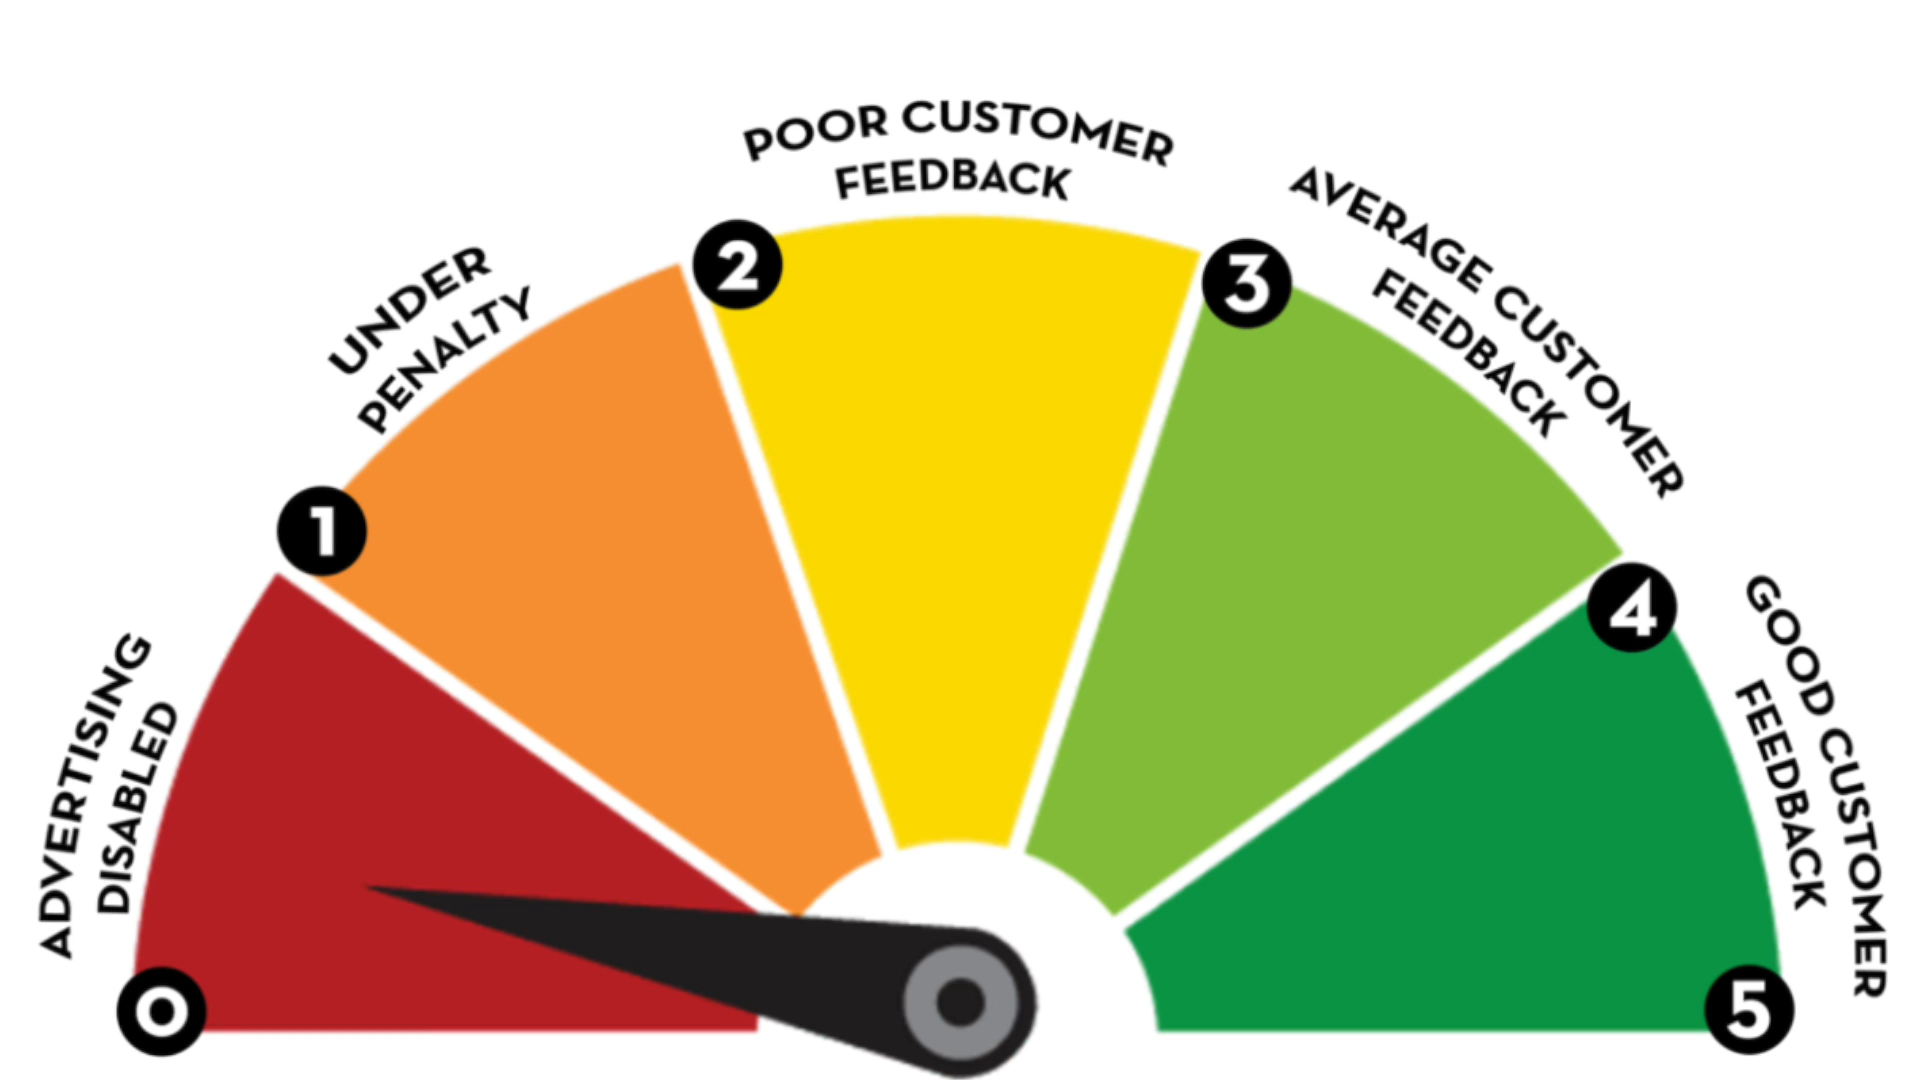 0
ADVERTISING
DISABLED
1
UNDER
PENALTY
2
POOR CUSTOMER
FEEDBACK
3
AVERAGE CUSTOMER
FEEDBACK
4
GOOD CUSTOMER
FEEDBACK
5